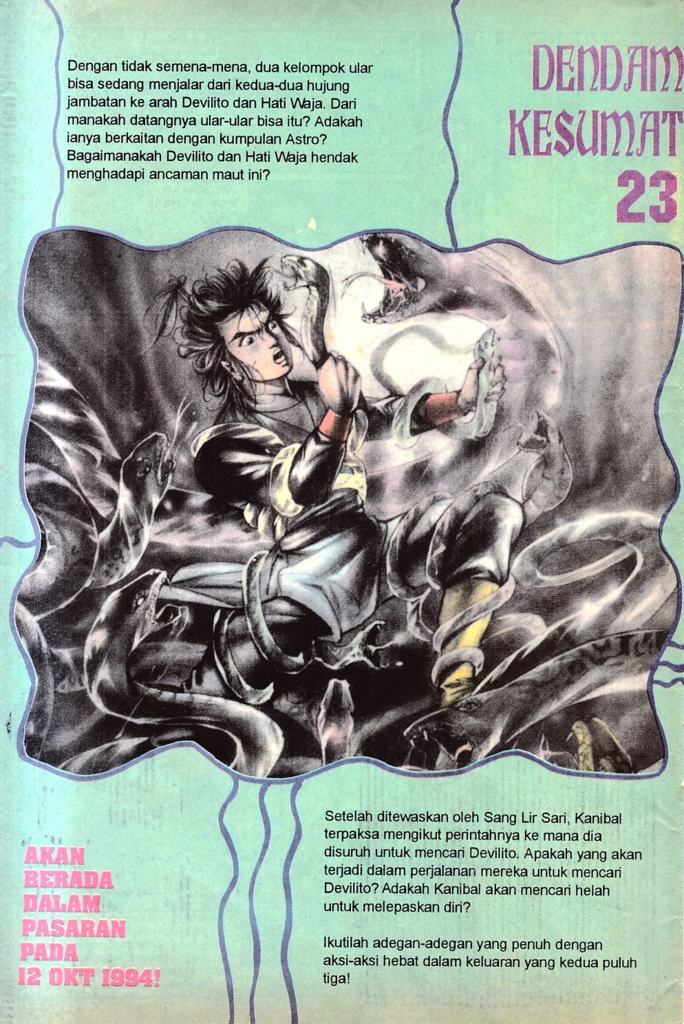 Dengan tidak semena-mena, dua kelompok ular
bisa sedang menjalar dari kedua-dua hujung
jambatan ke arah Devilito dan Hati Waja. Dari
manakah datangnya ular-ular bisa itu? Adakah
ianya berkaitan dengan kumpulan Astro?
Bagaimanakah Devilito dan Hati Waja hendak
menghadapi ancaman maut ini?
DENDAM
KESUMAT
23
AKAN
BERADA
DALAM
PASARAN
PADA
12 OKT 1994!
Setelah ditewaskan oleh Sang Lir Sari, Kanibal
terpaksa mengikut perintahnya ke mana dia
disuruh untuk mencari Devilito. Apakah yang akan
terjadi dalam perjalanan mereka untuk mencari
Devilito? Adakah Kanibal akan mencari helah
untuk melepaskan diri?
Ikutilah adegan-adegan yang penuh dengan
aksi-aksi hebat dalam keluaran yang kedua puluh
tiga!